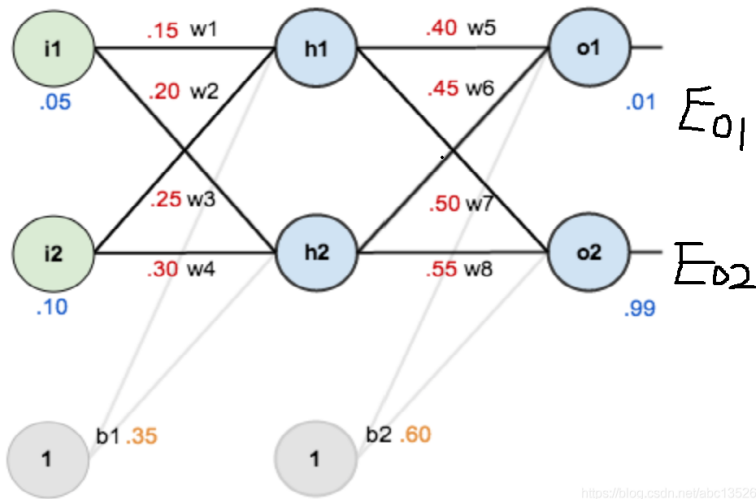 .15 w1
.40 w5
i1
h1
o1
.20 w2
.45 w6
.05
.01
E01
.25 w3
.50 w7
i2
h2
o2
E02
.30 w4
.55 w8
.10
.99
b1 .35
b2 .60
1
1
https://blog.csdn.net/abc13526